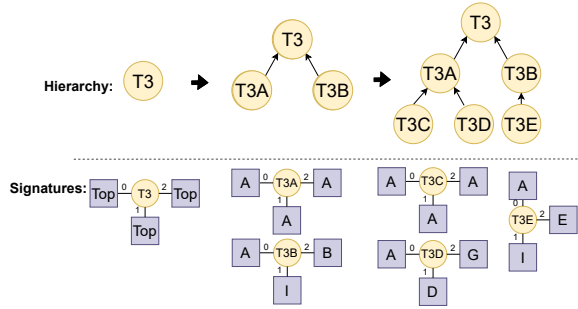 T3
T3
T3
Hierarchy: T3
T3A T3B
T3A T3B
T3C T3D T3E
Signatures:
Top 0 T3 2 Top
1
Top
A 0 T3A 2 A
1
A
A 0 T3B 2 B
1
I
A 0 T3C 2 A
1
A
A 0 T3D 2 G
1
D
A
0
T3E 2 E
1
I